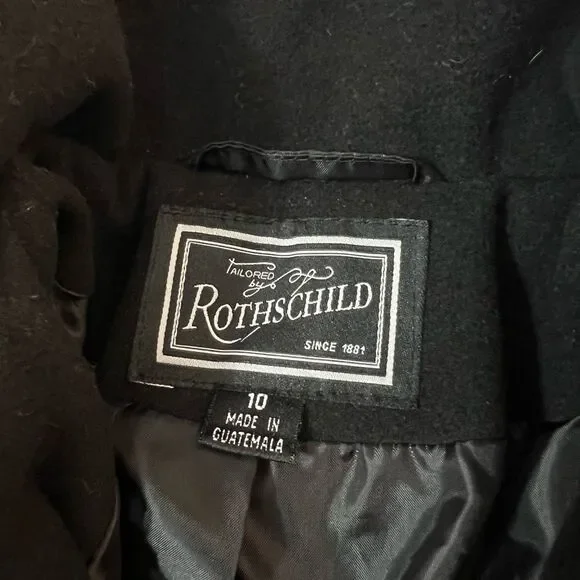 TAILORED
by
ROTHSCHILD
SINCE 1881
10
MADE IN
GUATEMALA